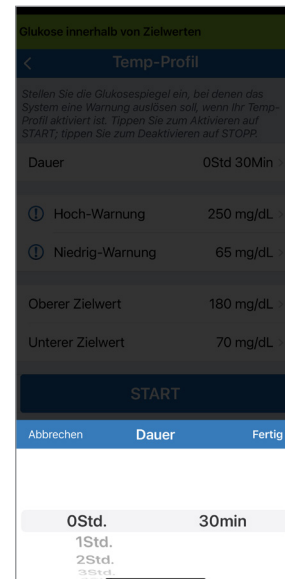 Glukose innerhalb von Zielwerten
< Temp-Profil
Stellen Sie die Glukosespiegel ein, bei denen das
System eine Warnung auslösen soll, wenn Ihr Temp-
Profil aktiviert ist. Tippen Sie zum Aktivieren auf
START; tippen Sie zum Deaktivieren auf STOPP.
Dauer 0Std 30Min >
Hoch-Warnung 250 mg/dL >
Niedrig-Warnung 65 mg/dL >
Oberer Zielwert 180 mg/dL >
Unterer Zielwert 70 mg/dL >
START
Abbrechen Dauer Fertig
0Std. 30min
1Std.
2Std.
3Std.